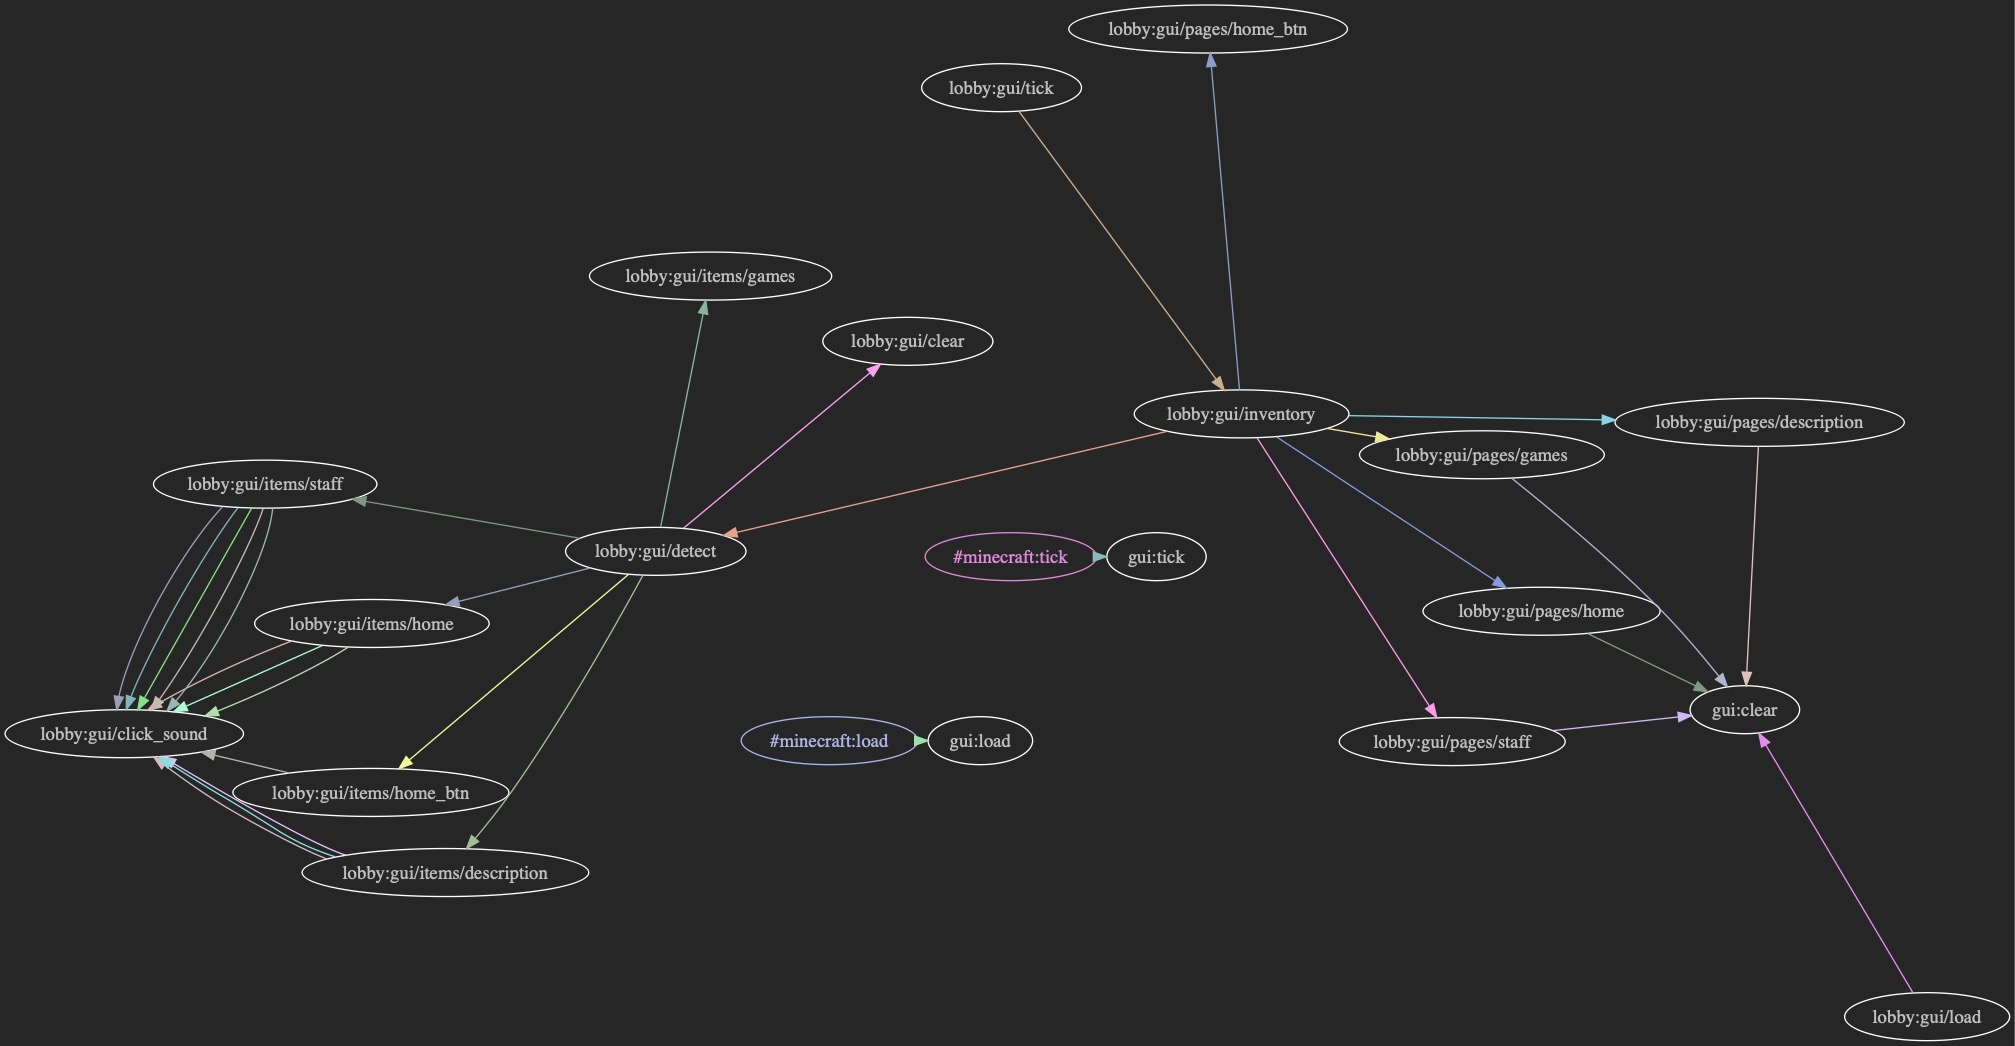 lobby:gui/pages/home_btn
lobby:gui/tick
lobby:gui/items/games
lobby:gui/clear
lobby:gui/inventory
lobby:gui/pages/description
lobby:gui/pages/games
lobby:gui/items/staff
lobby:gui/detect
#minecraft:tick
gui:tick
lobby:gui/pages/home
lobby:gui/items/home
gui:clear
lobby:gui/click_sound
#minecraft:load
gui:load
lobby:gui/pages/staff
lobby:gui/items/home_btn
lobby:gui/items/description
lobby:gui/load